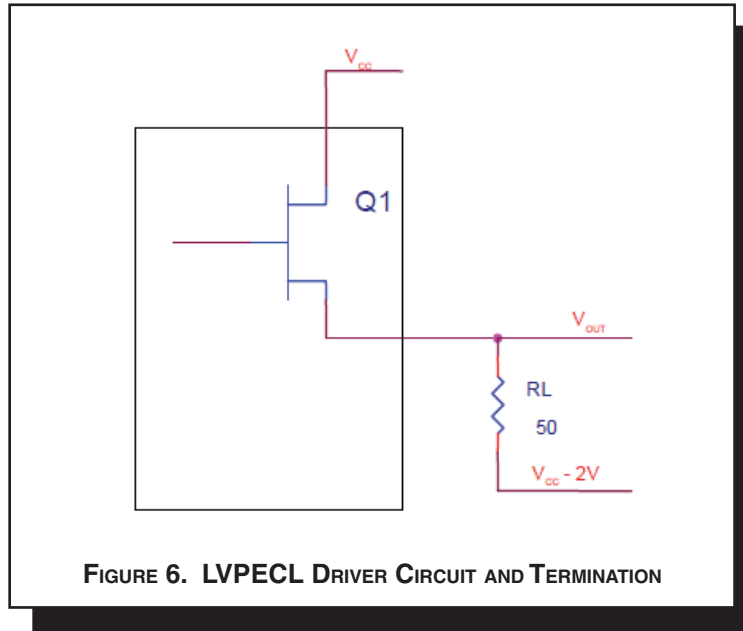 Vcc
Q1
VOUT
RL
50
Vcc - 2V
FIGURE 6. LVPECL DRIVER CIRCUIT AND TERMINATION